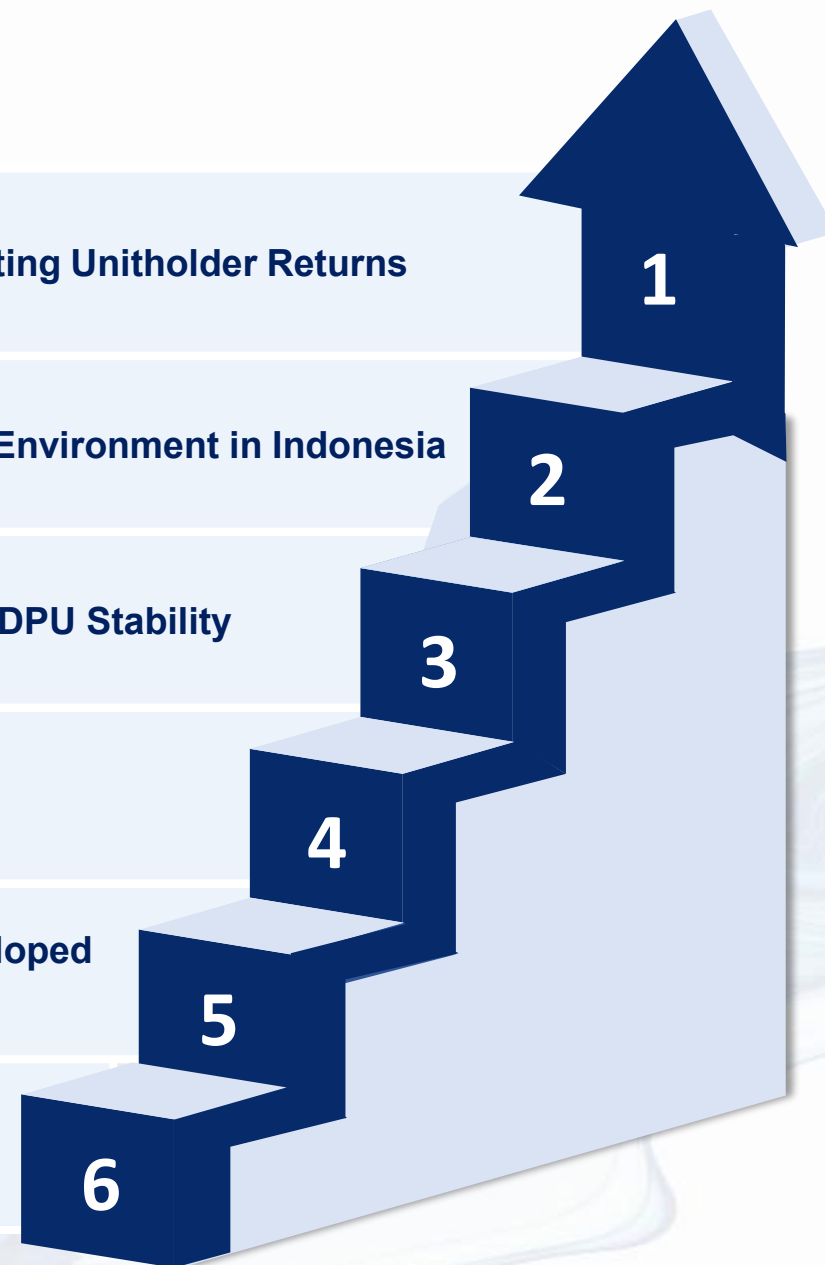 ting Unitholder Returns
1
Environment in Indonesia
2
DPU Stability
3
4
loped
5
6